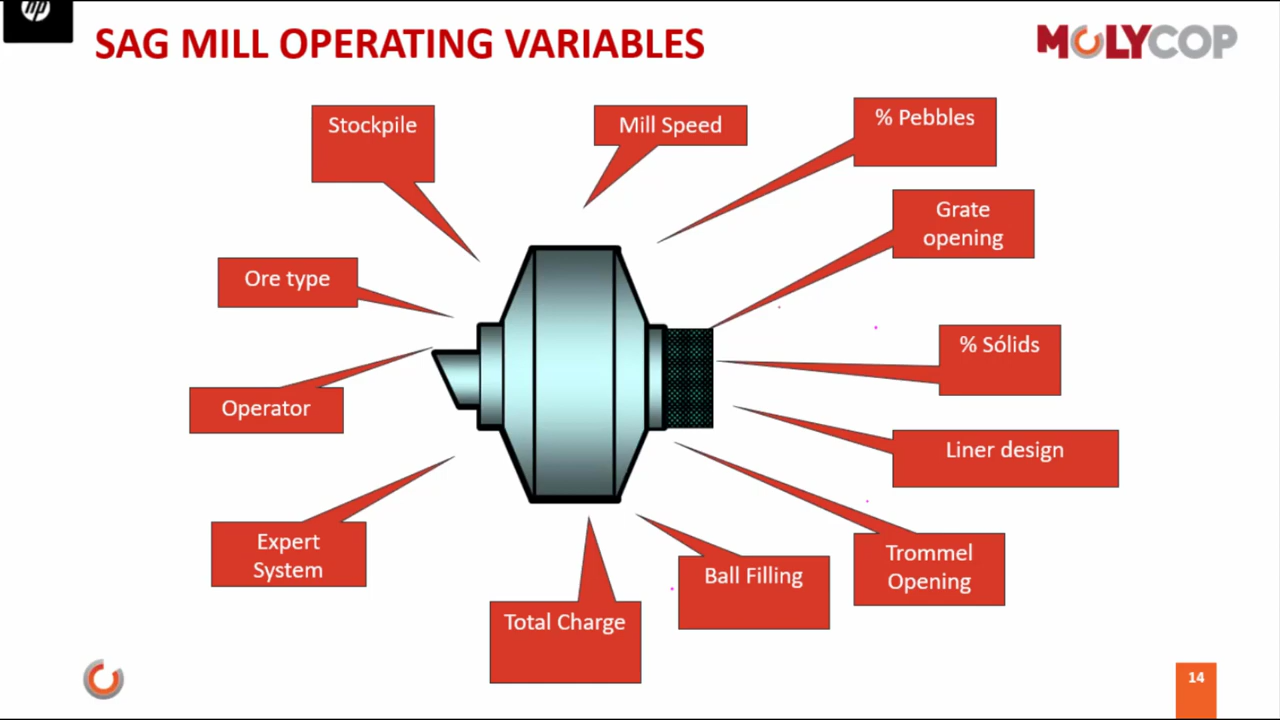 hp
SAG MILL OPERATING VARIABLES
MOLYCOP
Stockpile
Mill Speed
% Pebbles
Grate
opening
Ore type
% Sólids
Operator
Liner design
Expert
System
Trommel
Opening
Ball Filling
Total Charge
14